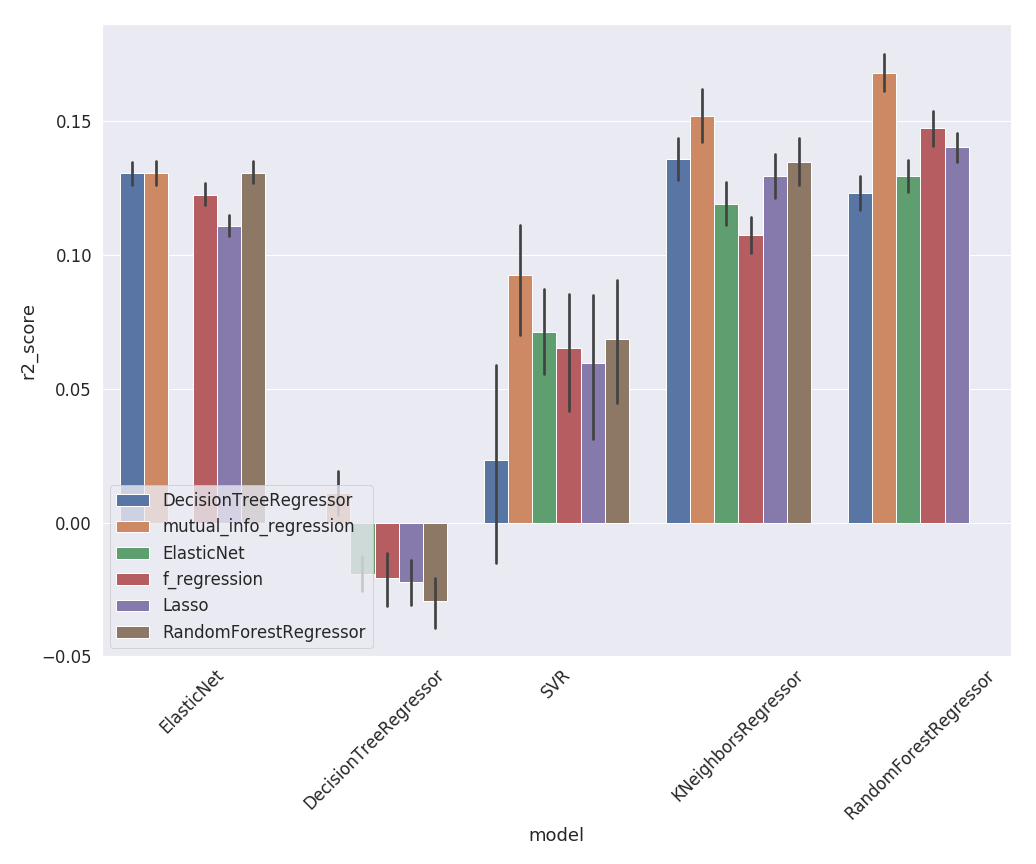 0.15
0.10
0.05
0.00
−0.05
r2_score
DecisionTreeRegressor
mutual_info_regression
ElasticNet
f_regression
Lasso
RandomForestRegressor
ElasticNet
DecisionTreeRegressor
SVR
KNeighborsRegressor
RandomForestRegressor
model